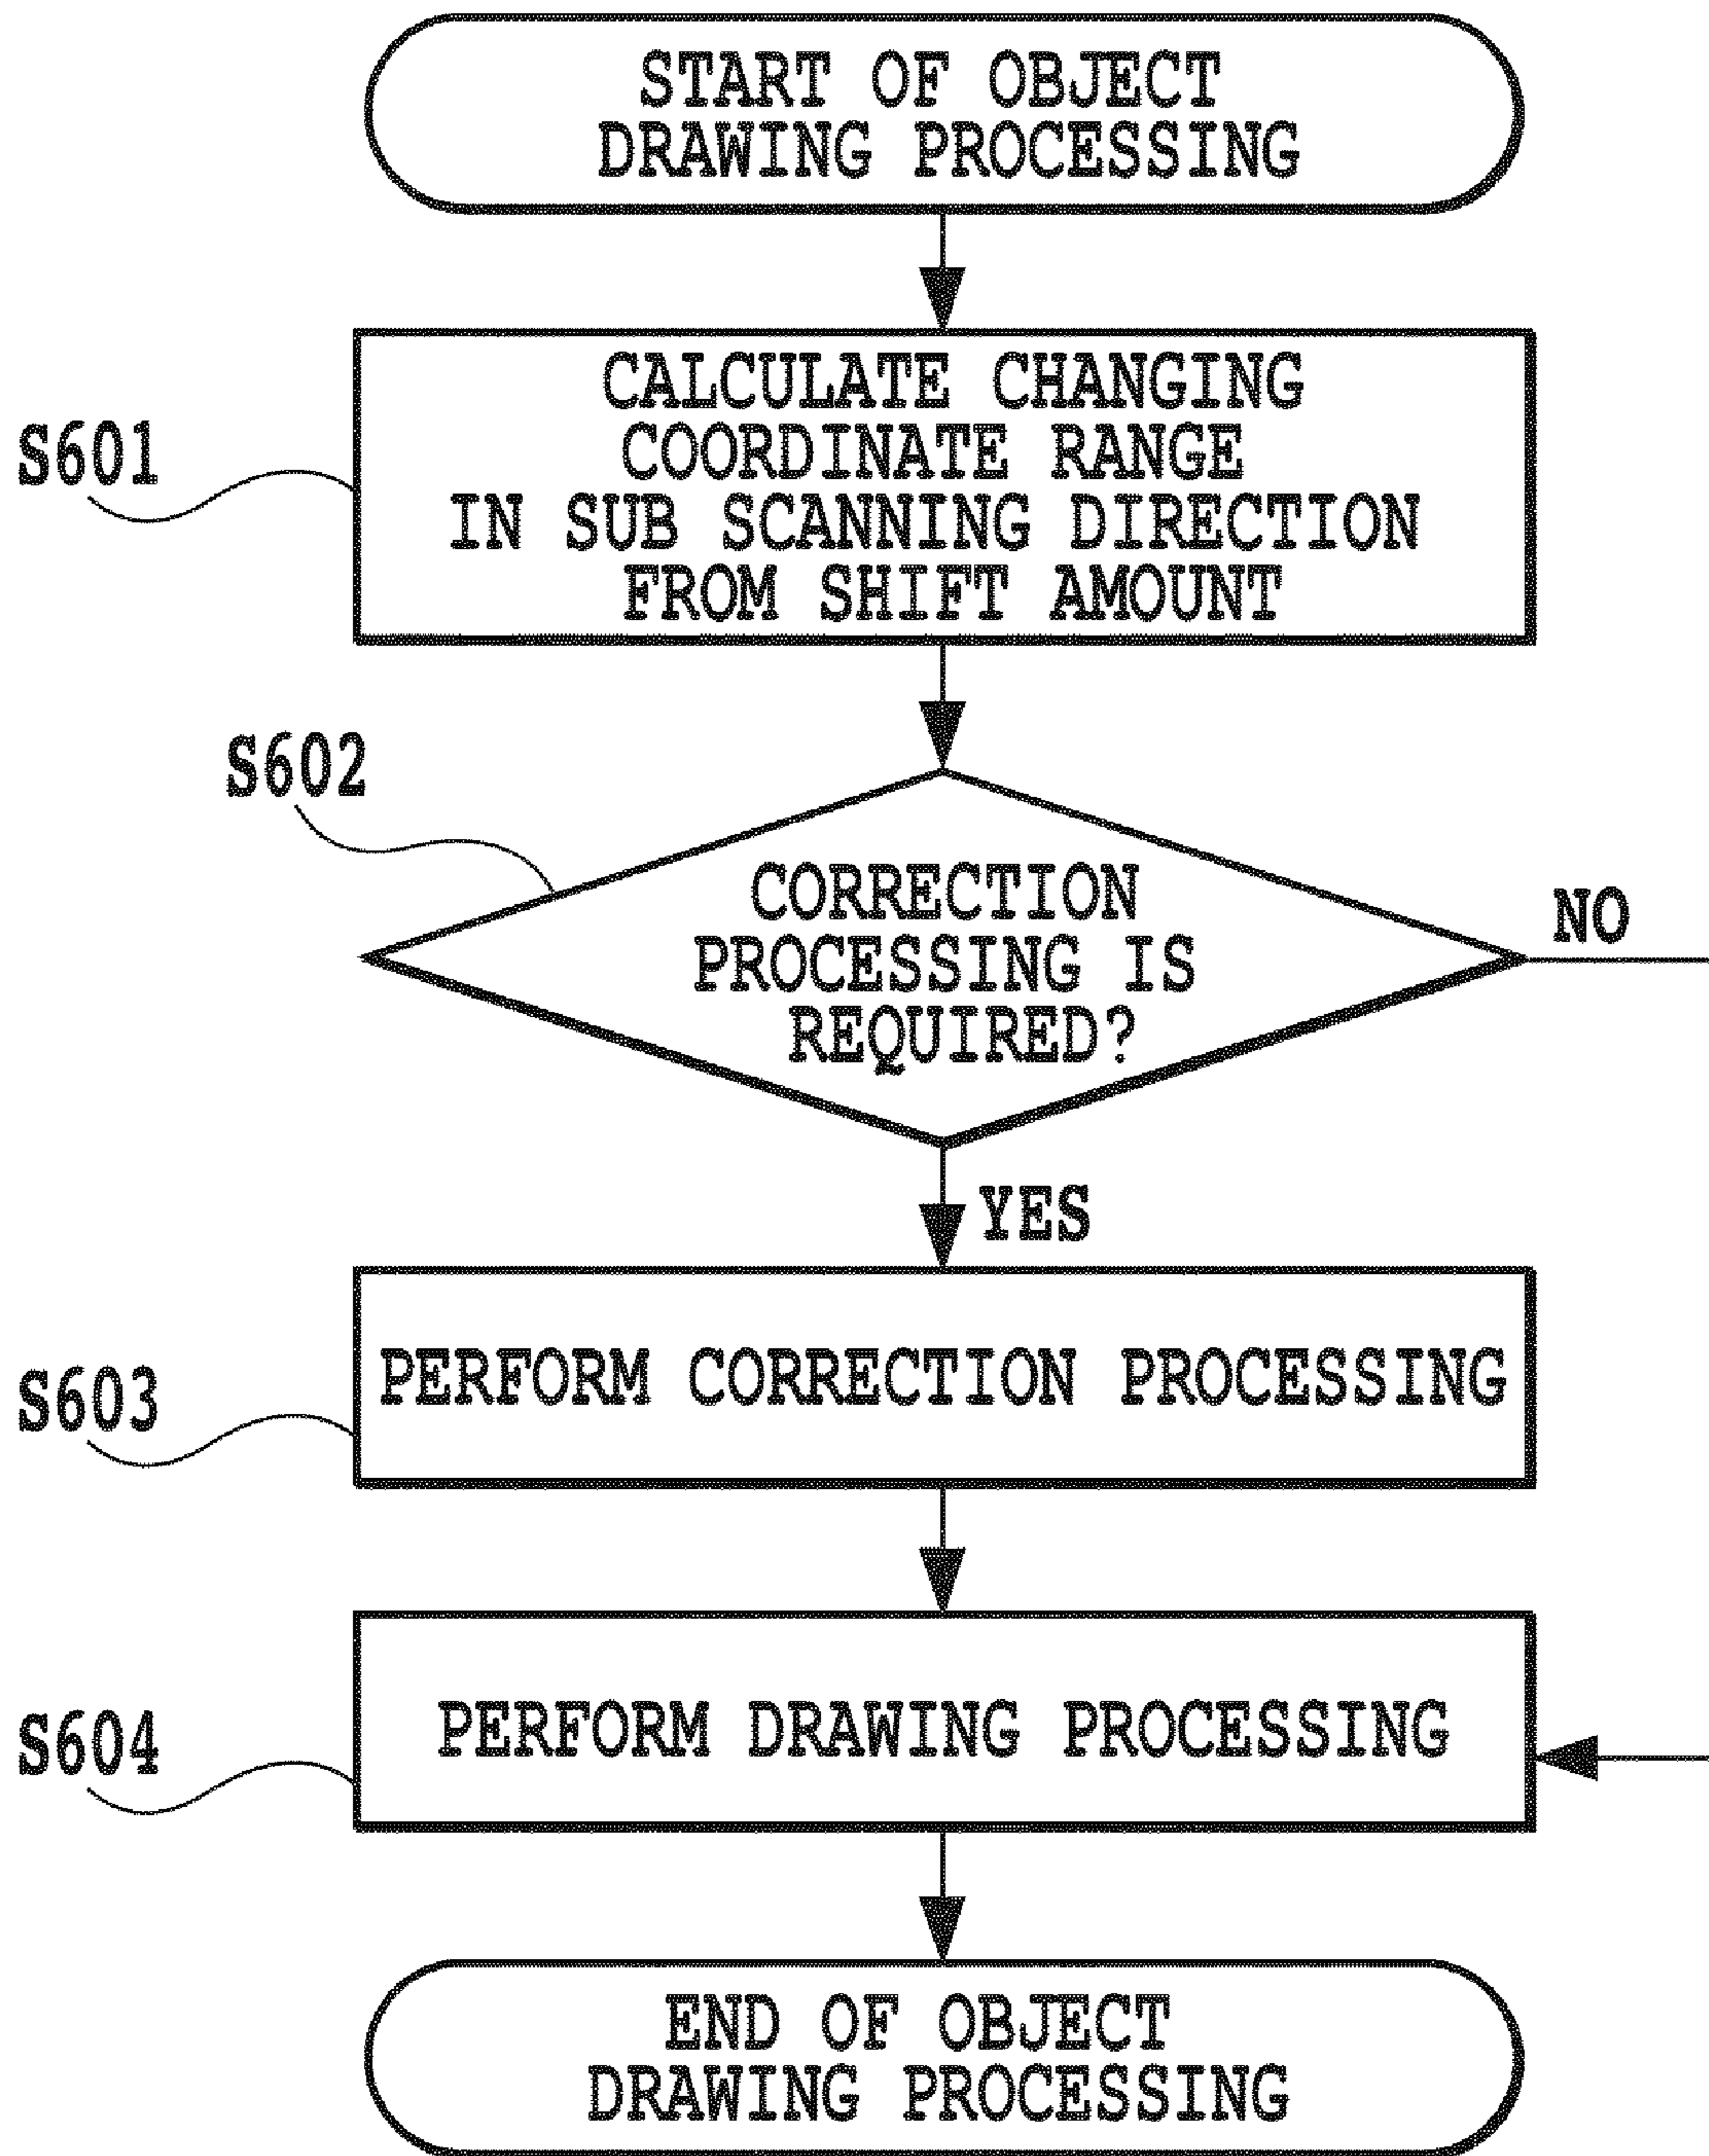 START OF OBJECT
DRAWING PROCESSING
S601
CALCULATE CHANGING
COORDINATE RANGE
IN SUB SCANNING DIRECTION
FROM SHIFT AMOUNT
S602
CORRECTION
PROCESSING IS
REQUIRED?
NO
YES
S603
PERFORM CORRECTION PROCESSING
S604
PERFORM DRAWING PROCESSING
END OF OBJECT
DRAWING PROCESSING